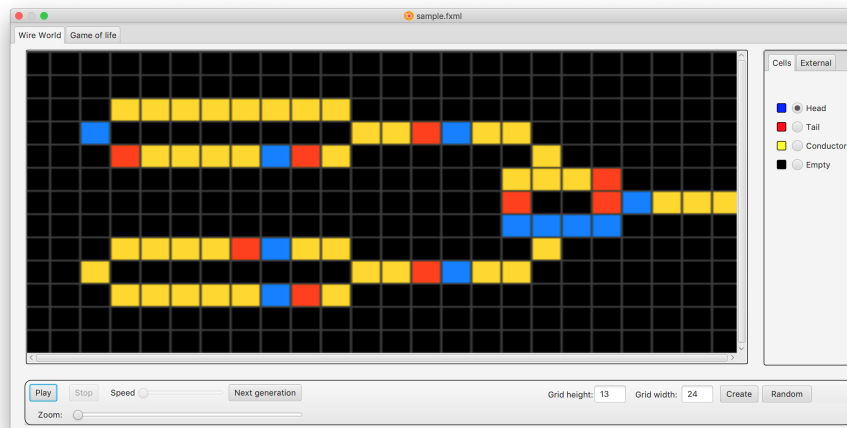 sample.fxml
Wire World Game of life
Cells External
Head
Tail
Conductor
Empty
Play Stop Speed Next generation
Grid height: 13 Grid width: 24 Create Random
Zoom: